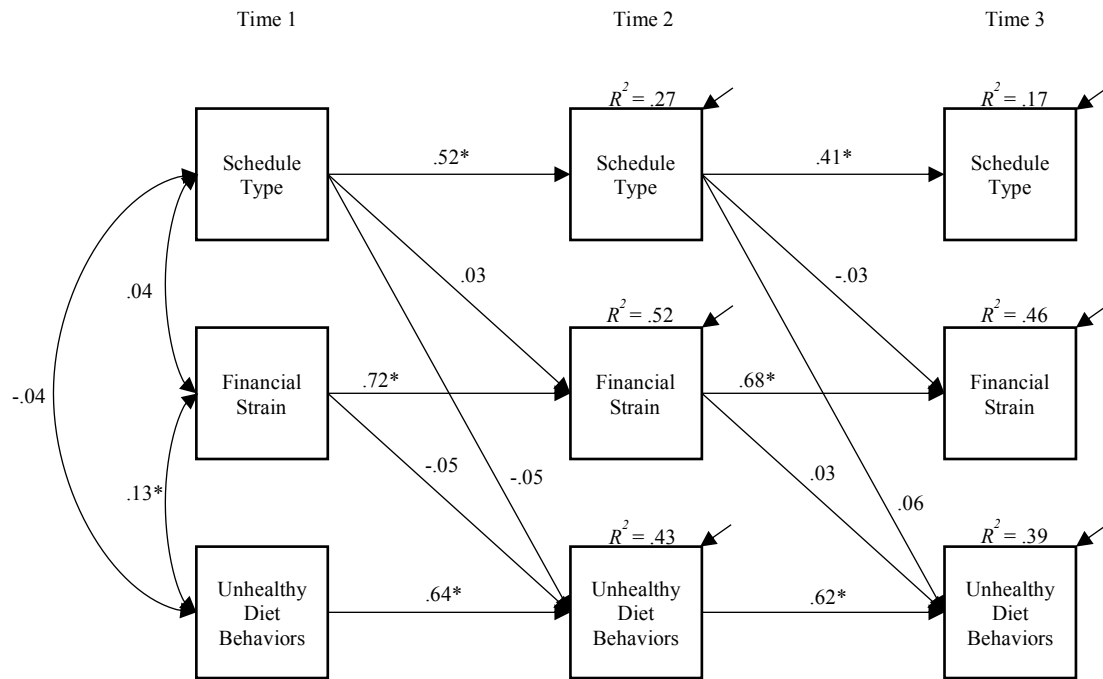 Time 1
Time 2
Time 3
R² = .27
R² = .17
Schedule
Type
.52*
Schedule
Type
.41*
Schedule
Type
.04
.03
-.03
R² = .52
R² = .46
-.04
Financial
Strain
.72*
Financial
Strain
.68*
Financial
Strain
-.05
-.05
.03
.06
.13*
R² = .43
R² = .39
Unhealthy
Diet
Behaviors
.64*
Unhealthy
Diet
Behaviors
.62*
Unhealthy
Diet
Behaviors